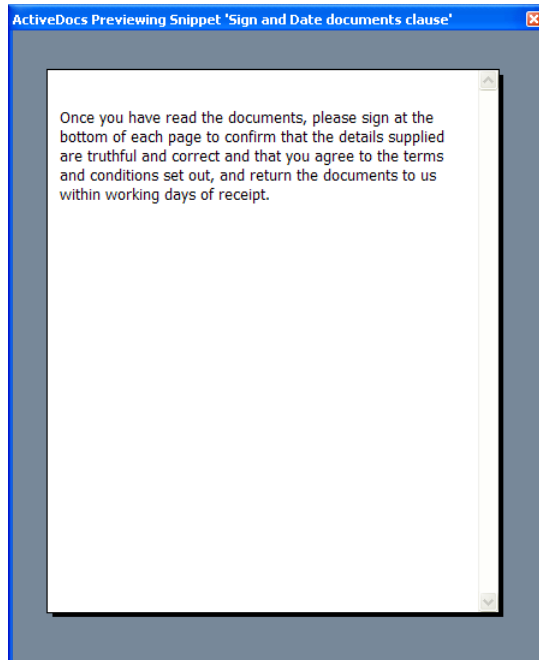 ActiveDocs Previewing Snippet 'Sign and Date documents clause'
Once you have read the documents, please sign at the
bottom of each page to confirm that the details supplied
are truthful and correct and that you agree to the terms
and conditions set out, and return the documents to us
within working days of receipt.